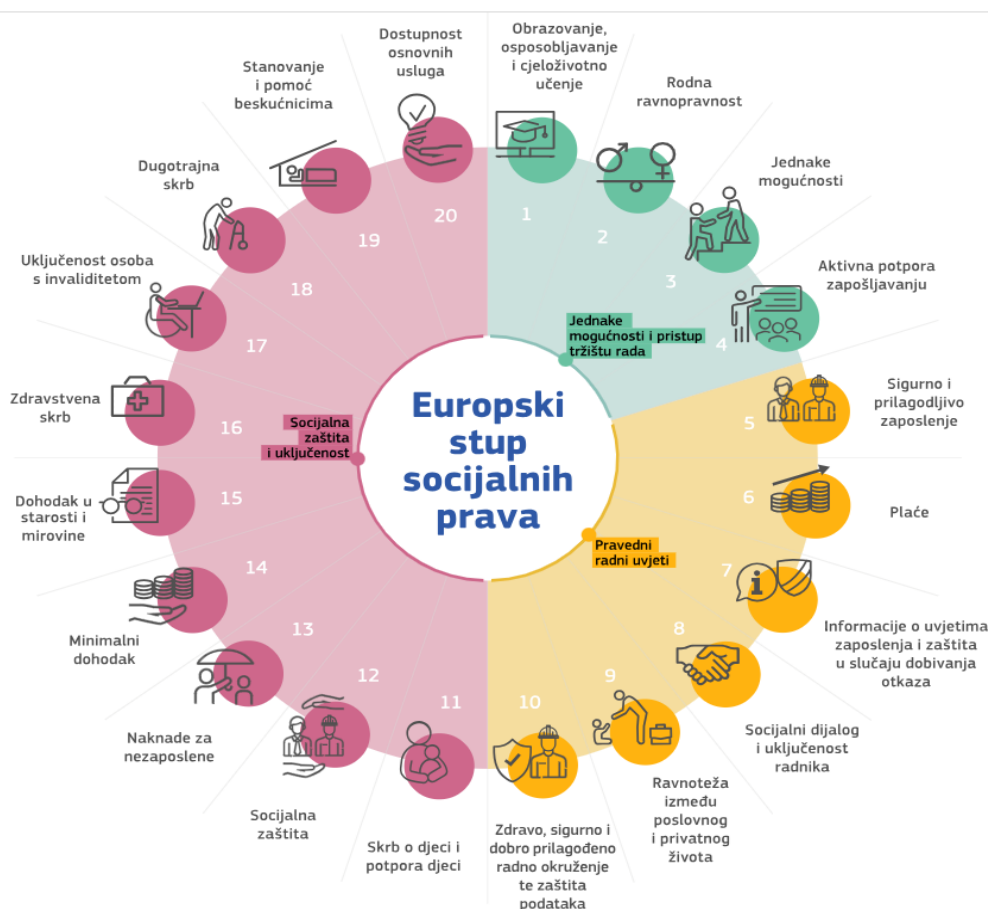 Europski
stup
socijalnih
prava
Jednake
mogućnosti i pristup
tržištu rada
1
Obrazovanje,
osposobljavanje
i cjeloživotno
učenje
2
Rodna
ravnopravnost
3
Jednake
mogućnosti
4
Aktivna potpora
zapošljavanju
Pravedni
radni uvjeti
5
Sigurno i
prilagodljivo
zaposlenje
6
Plaće
7
Informacije o uvjetima
zaposlenja i zaštita
u slučaju dobivanja
otkaza
8
Socijalni dijalog
i uključenost
radnika
9
Ravnoteža
između
poslovnog
i privatnog
života
10
Zdravo, sigurno i
dobro prilagođeno
radno okruženje
te zaštita
podataka
Socijalna
zaštita
i uključenost
11
Skrb o djeci i
potpora djeci
12
Socijalna
zaštita
13
Naknade za
nezaposlene
14
Minimalni
dohodak
15
Dohodak u
starosti i
mirovine
16
Zdravstvena
skrb
17
Uključenost osoba
s invaliditetom
18
Dugotrajna
skrb
19
Stanovanje
i pomoć
beskućnicima
20
Dostupnost
osnovnih
usluga